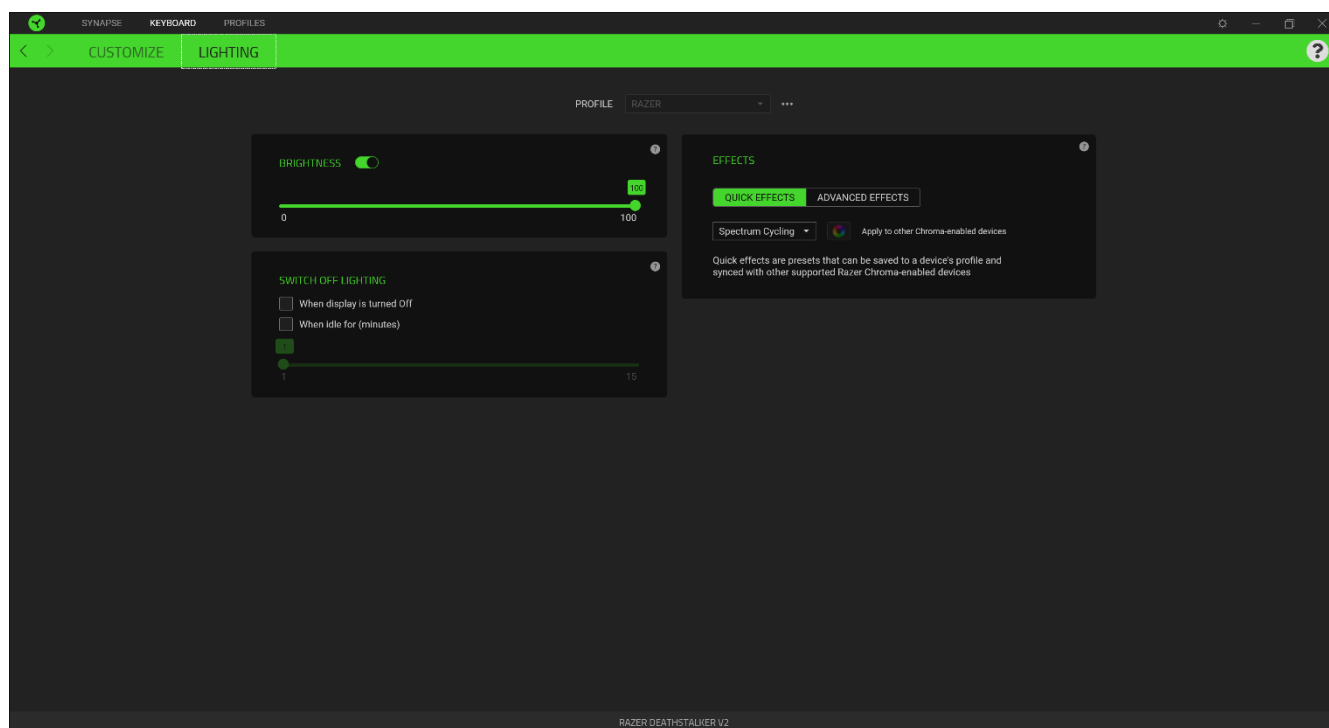 SYNAPSE KEYBOARD PROFILES
CUSTOMIZE LIGHTING ?
PROFILE RAZER
BRIGHTNESS ?
100
0 100
SWITCH OFF LIGHTING ?
When display is turned Off
When idle for (minutes)
1
1 15
EFFECTS ?
QUICK EFFECTS ADVANCED EFFECTS
Spectrum Cycling Apply to other Chroma-enabled devices
Quick effects are presets that can be saved to a device's profile and
synced with other supported Razer Chroma-enabled devices
RAZER DEATHSTALKER V2